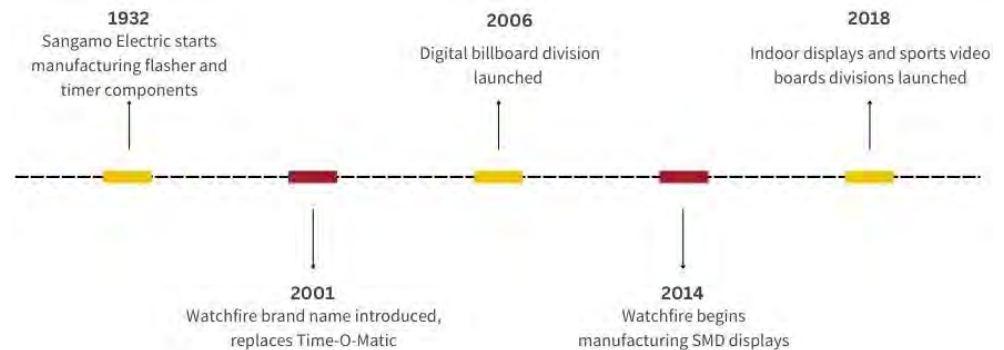 1932
Sangamo Electric starts
manufacturing flasher and
timer components
2006
Digital billboard division
launched
2018
Indoor displays and sports video
boards divisions launched
2001
Watchfire brand name introduced,
replaces Time-O-Matic
2014
Watchfire begins
manufacturing SMD displays